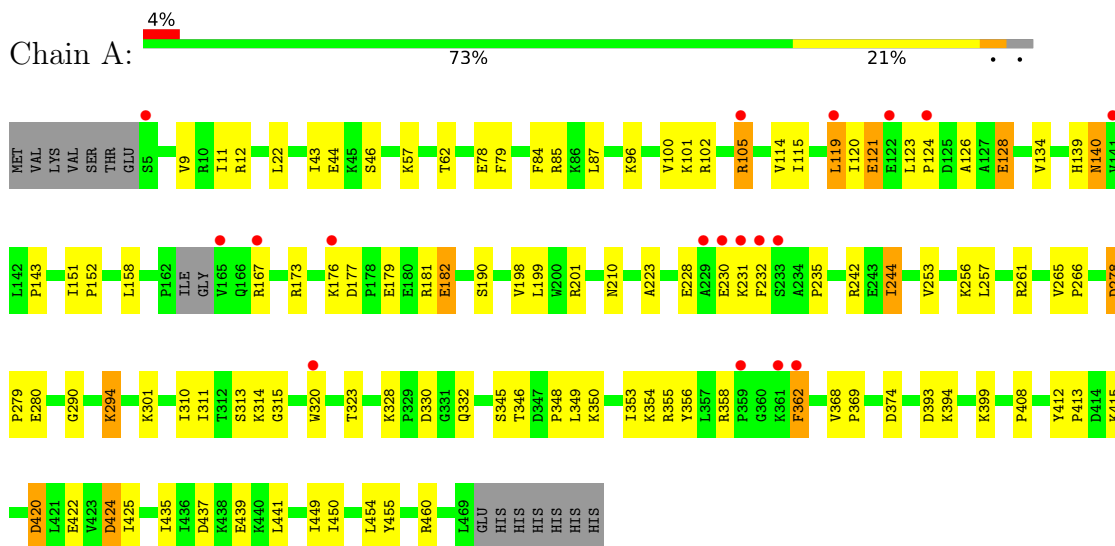 4%
Chain A:
73% 21% • •
MET VAL LYS VAL SER THR GLU S5 V9 R10 I11 R12 L22 I43 E44 K45 S46 K57 T62 E78 F79 F84 R85 K86 L87 K96 V100 K101 R102 R105 V114 I115 L119 I120 E121 E122 L123 P124 D125 A126 A127 E128 V134 H139 N140 V141
L142 P143 I151 P152 L158 P162 ILE GLY V165 Q166 R167 R173 K176 D177 P178 E179 E180 R181 E182 S190 V198 L199 W200 R201 N210 A223 E228 A229 E230 K231 F232 S233 A234 P235 R242 E243 I244 V253 K256 L257 R261 V265 P266 D278
P279 E280 G290 K294 K301 I310 I311 T312 S313 K314 G315 W320 T323 K328 P329 D330 G331 Q332 S345 T346 D347 P348 L349 K350 I353 K354 R355 Y356 L357 R358 P359 G360 K361 F362 V368 P369 D374 D393 K394 K399 P408 Y412 P413 D414 K415
D420 L421 E422 V423 D424 I425 I435 I436 D437 K438 E439 K440 L441 I449 I450 L454 Y455 R460 L469 GLU HIS HIS HIS HIS HIS HIS